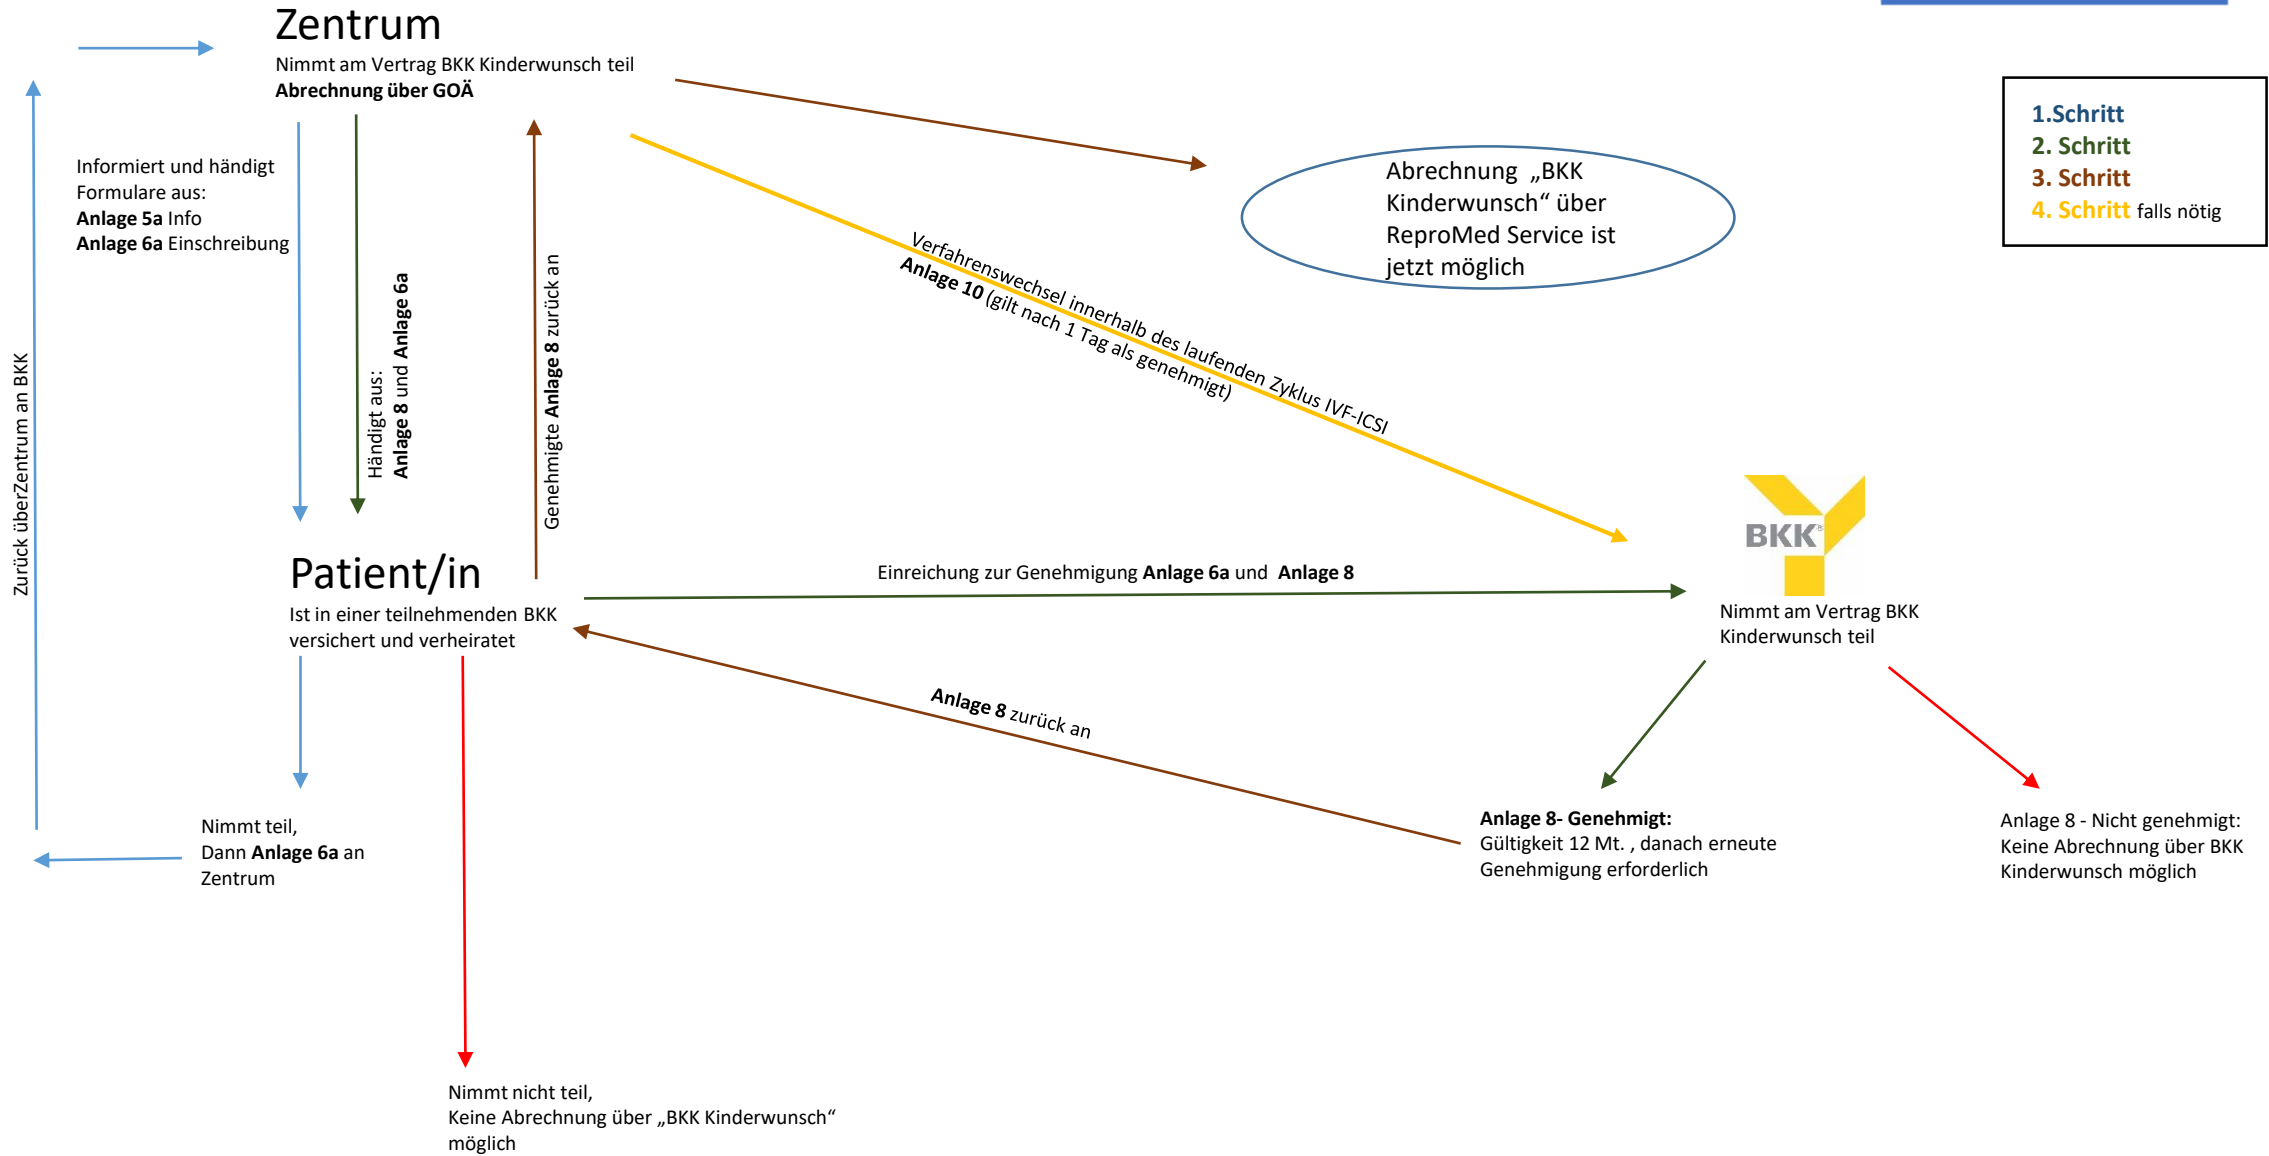 Zentrum
Nimmt am Vertrag BKK Kinderwunsch teil
Abrechnung über GOÄ
1.Schritt
2. Schritt
3. Schritt
4. Schritt falls nötig
Informiert und händigt
Formulare aus:
Anlage 5a Info
Anlage 6a Einschreibung
Abrechnung „BKK
Kinderwunsch“ über
ReproMed Service ist
jetzt möglich
Zurück überZentrum an BKK
Händigt aus:
Anlage 8 und Anlage 6a
Genehmigte Anlage 8 zurück an
Verfahrenswechsel innerhalb des laufenden Zyklus IVF-ICSI
Anlage 10 (gilt nach 1 Tag als genehmigt)
Patient/in
Ist in einer teilnehmenden BKK
versichert und verheiratet
Einreichung zur Genehmigung Anlage 6a und Anlage 8
BKK®
Nimmt am Vertrag BKK
Kinderwunsch teil
Anlage 8 zurück an
Nimmt teil,
Dann Anlage 6a an
Zentrum
Anlage 8- Genehmigt:
Gültigkeit 12 Mt. , danach erneute
Genehmigung erforderlich
Anlage 8 - Nicht genehmigt:
Keine Abrechnung über BKK
Kinderwunsch möglich
Nimmt nicht teil,
Keine Abrechnung über „BKK Kinderwunsch“
möglich